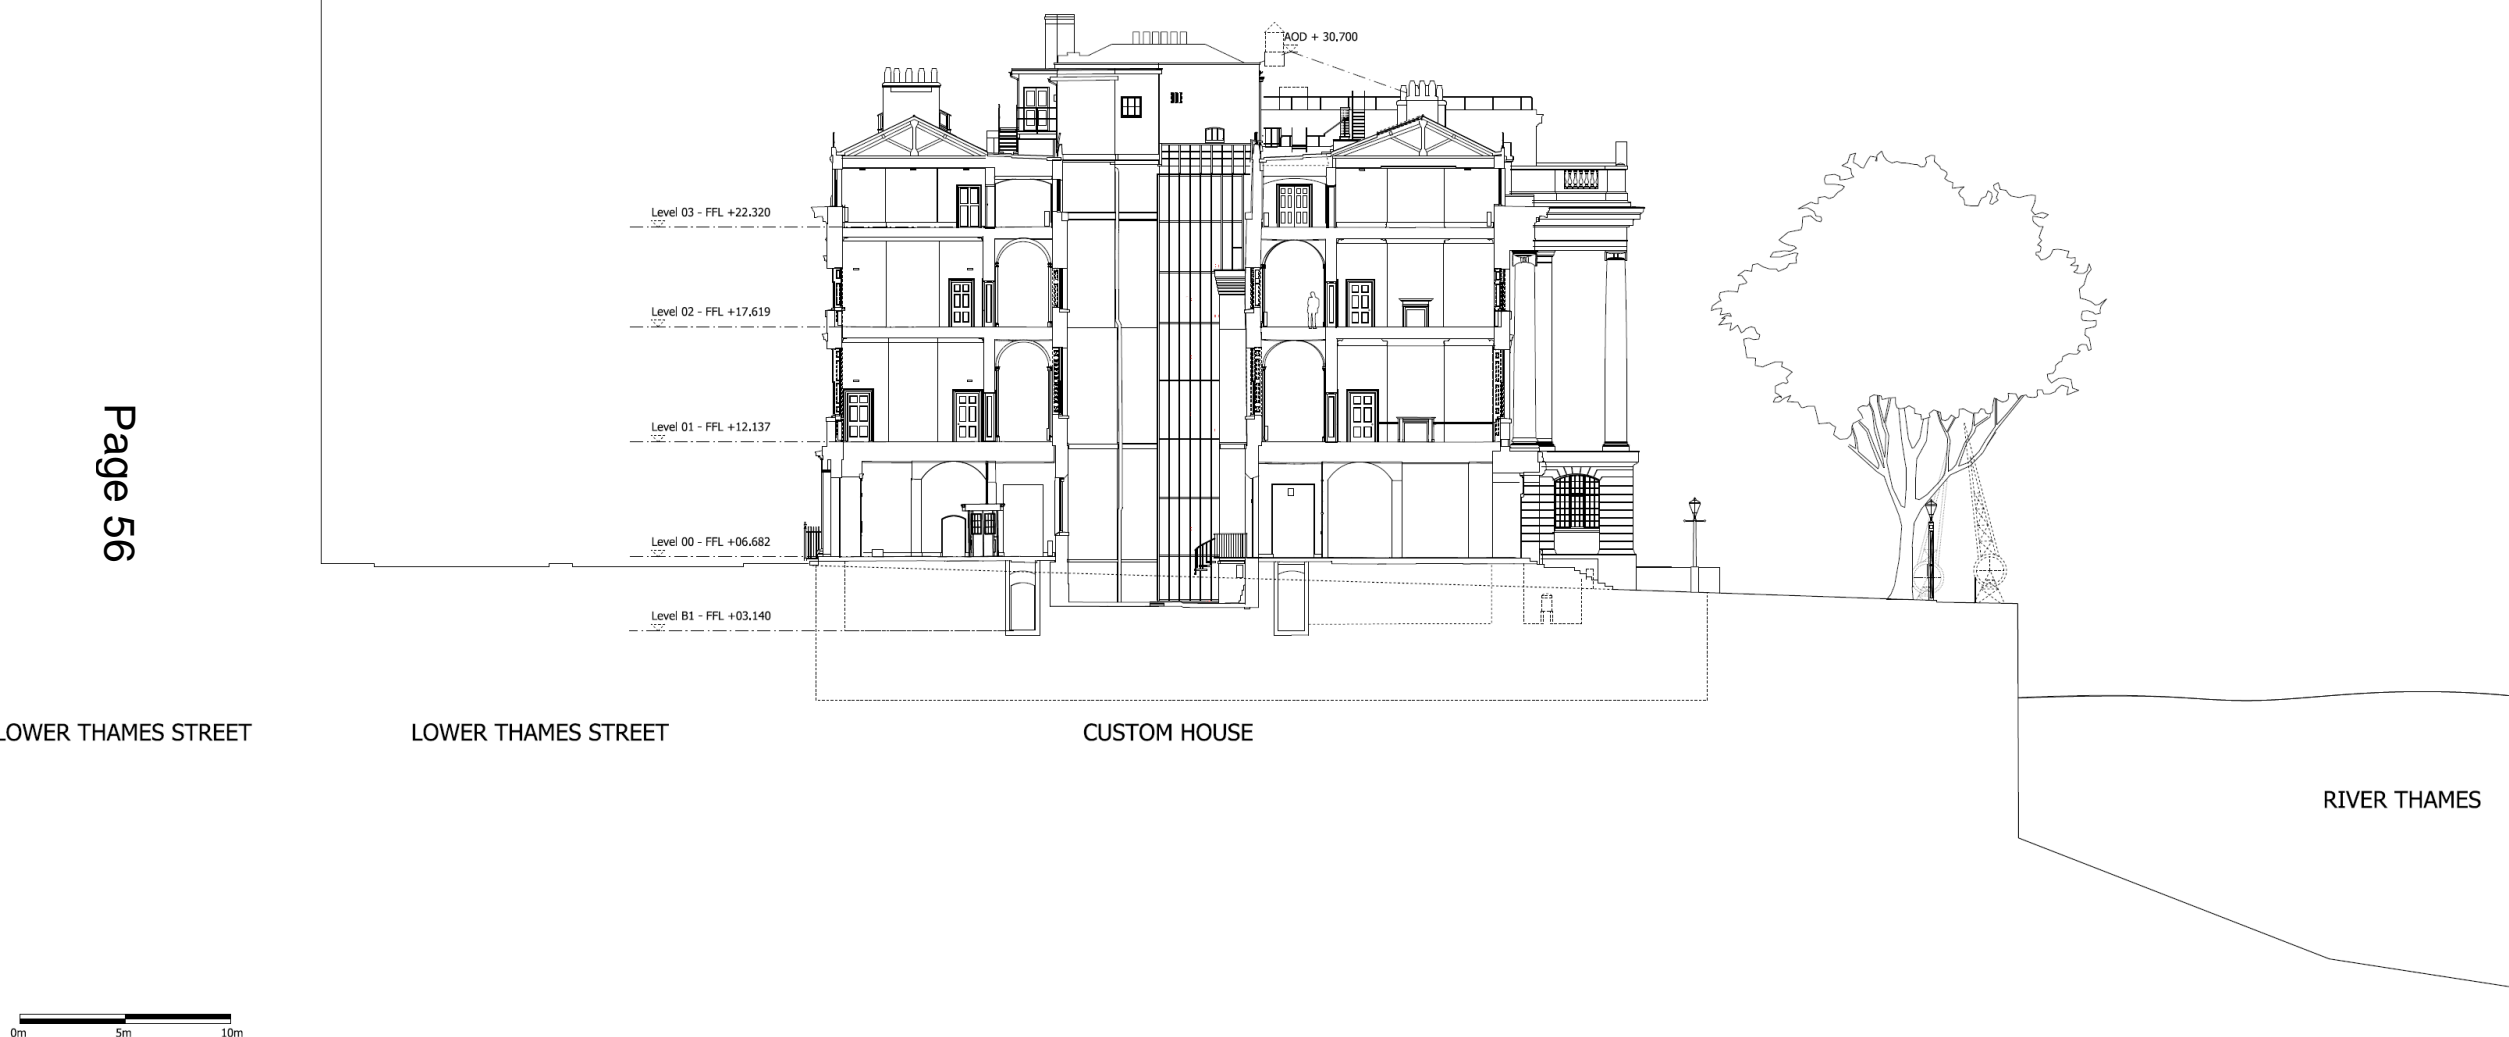 AOD + 30,700
Level 03 - FFL +22.320
Level 02 - FFL +17,619
Level 01 - FFL +12.137
Page 56
Level 00 - FFL +06.682
Level B1 - FFL +03.140
LOWER THAMES STREET
LOWER THAMES STREET
CUSTOM HOUSE
RIVER THAMES
0m
5m
10m